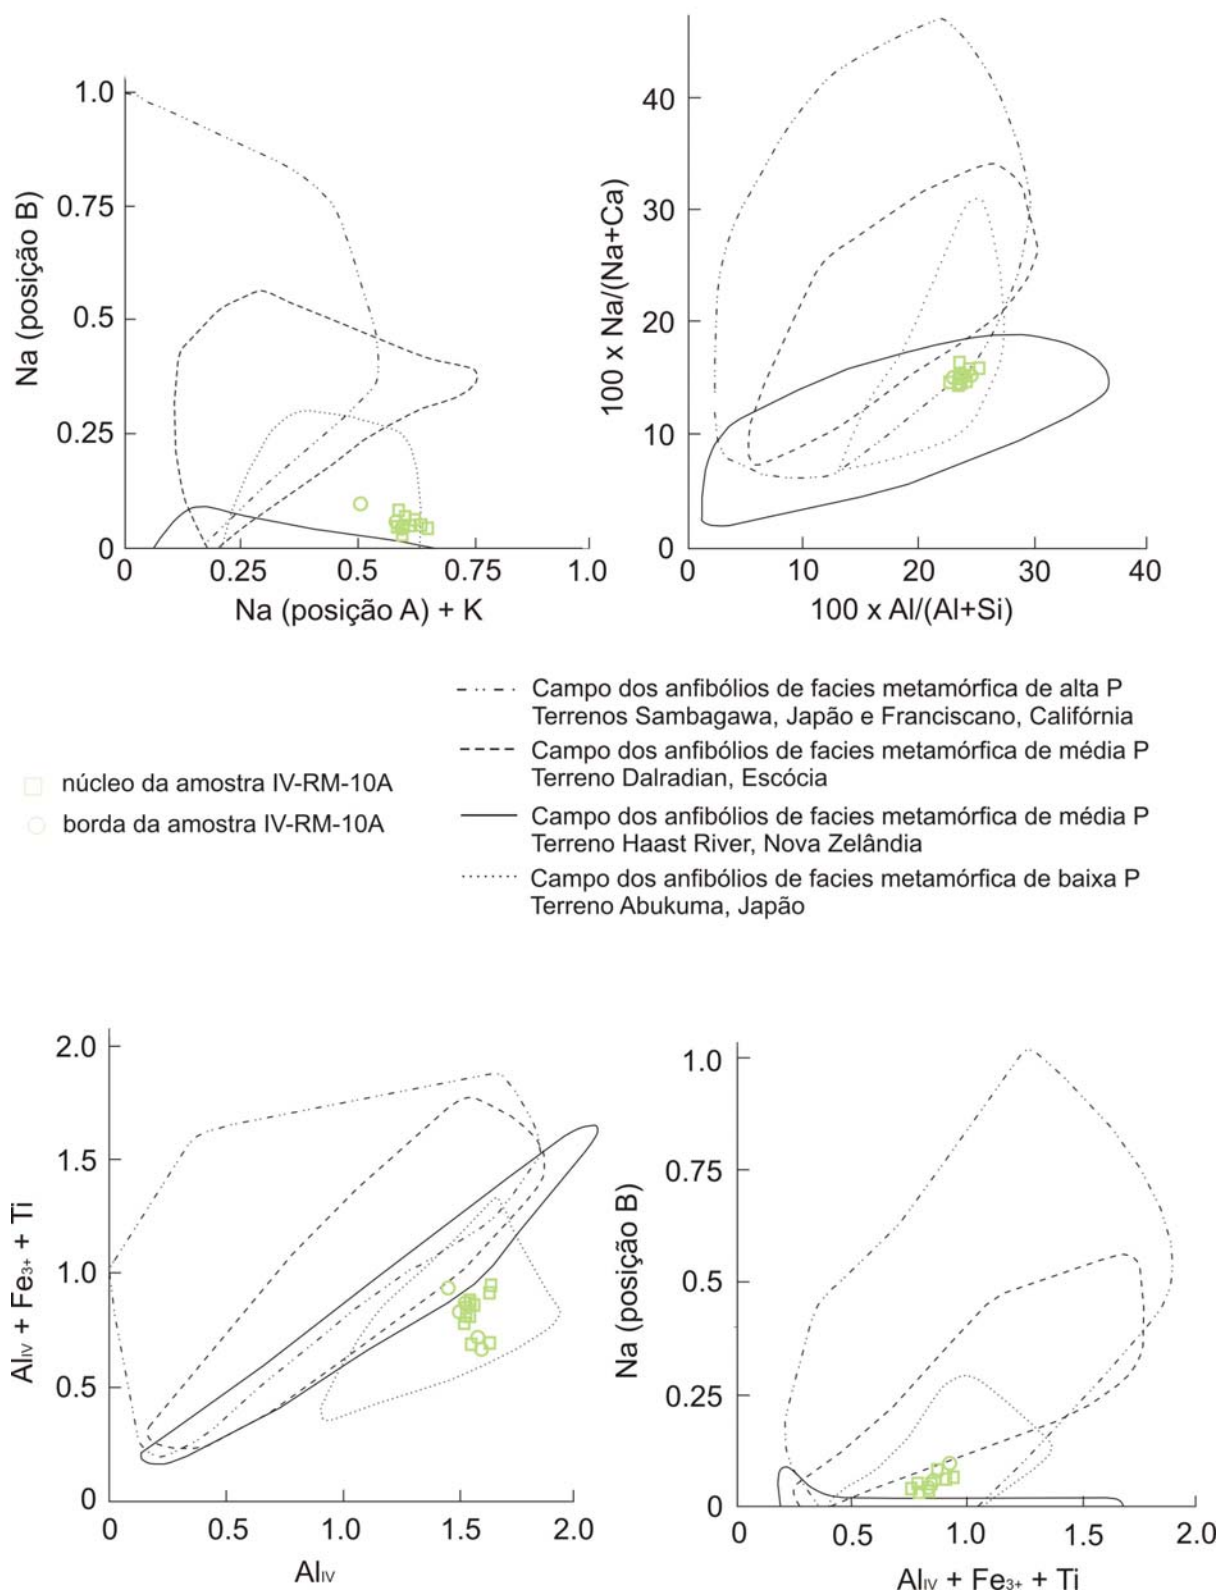 1.0
0.75
0.5
0.25
0
Na (posição B)
0
0.25
0.5
0.75
1.0
Na (posição A) + K
40
30
20
10
0
100 x Na/(Na+Ca)
0
10
20
30
40
100 x Al/(Al+Si)
Campo dos anfibólios de facies metamórfica de alta P
Terrenos Sambagawa, Japão e Franciscano, Califórnia
Campo dos anfibólios de facies metamórfica de média P
Terreno Dalradian, Escócia
Campo dos anfibólios de facies metamórfica de média P
Terreno Haast River, Nova Zelândia
Campo dos anfibólios de facies metamórfica de baixa P
Terreno Abukuma, Japão
núcleo da amostra IV-RM-10A
borda da amostra IV-RM-10A
2.0
1.5
1.0
0.5
0
AlIV + Fe3+ + Ti
0
0.5
1.0
1.5
2.0
AlIV
1.0
0.75
0.5
0.25
0
Na (posição B)
0
0.5
1.0
1.5
2.0
AlIV + Fe3+ + Ti